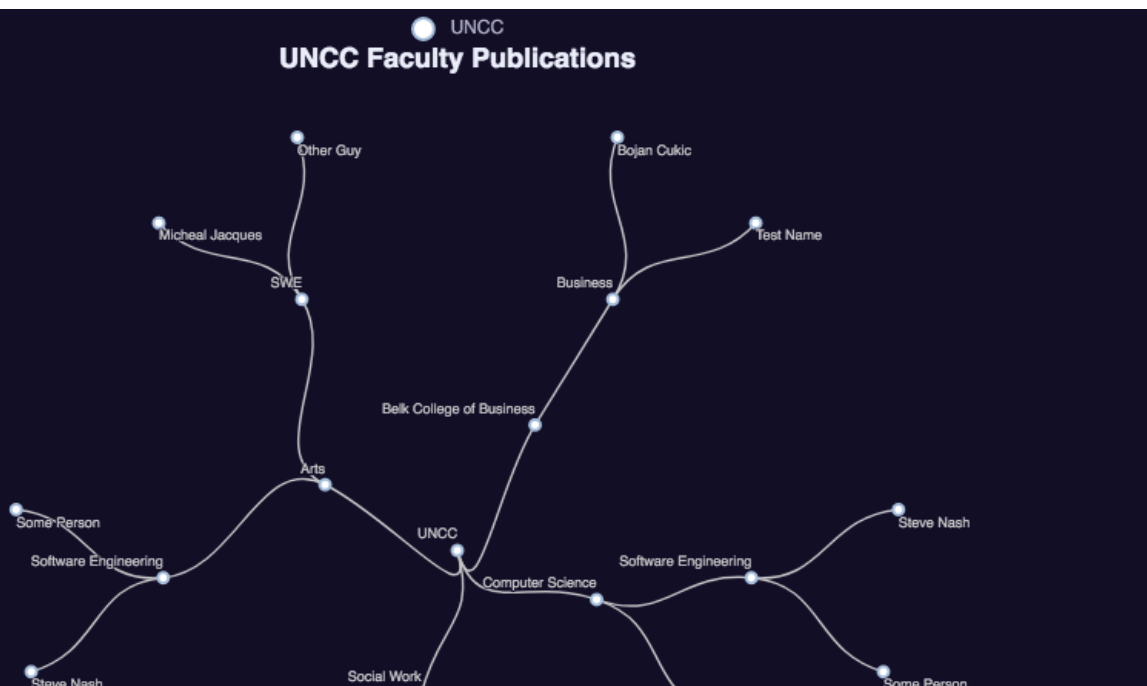 UNCC
UNCC Faculty Publications
Other Guy
Bojan Cukic
Micheal Jacques
Test Name
SWE
Business
Belk College of Business
Arts
Some Person
Steve Nash
UNCC
Software Engineering
Software Engineering
Computer Science
Social Work
Steve Nash
Some Person